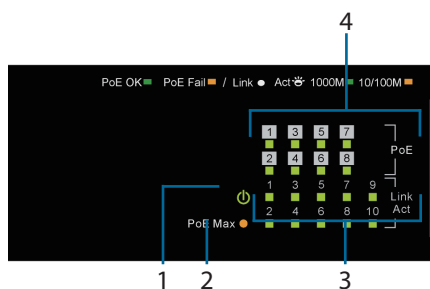 4
PoE OK PoE Fail / Link Act 1000M 10/100M
1 3 5 7
PoE
2 4 6 8
1 3 5 7 9
Link
Act
2 4 6 8 10
PoE Max
1 2 3